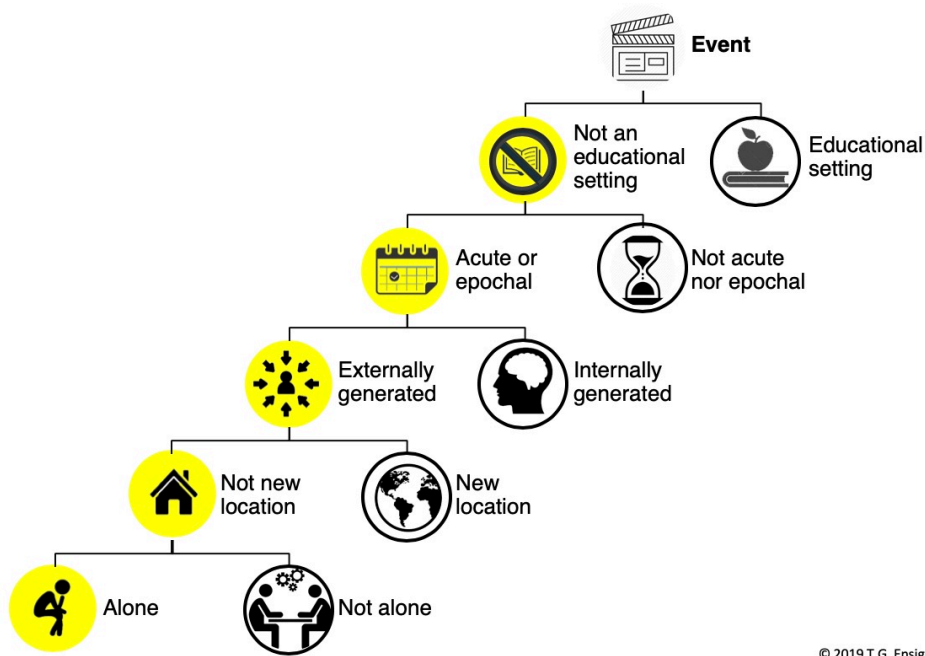 Event
Not an
educational
setting
Educational
setting
Acute or
epochal
Not acute
nor epochal
Externally
generated
Internally
generated
Not new
location
New
location
Alone
Not alone
© 2019 T.G. Ensig